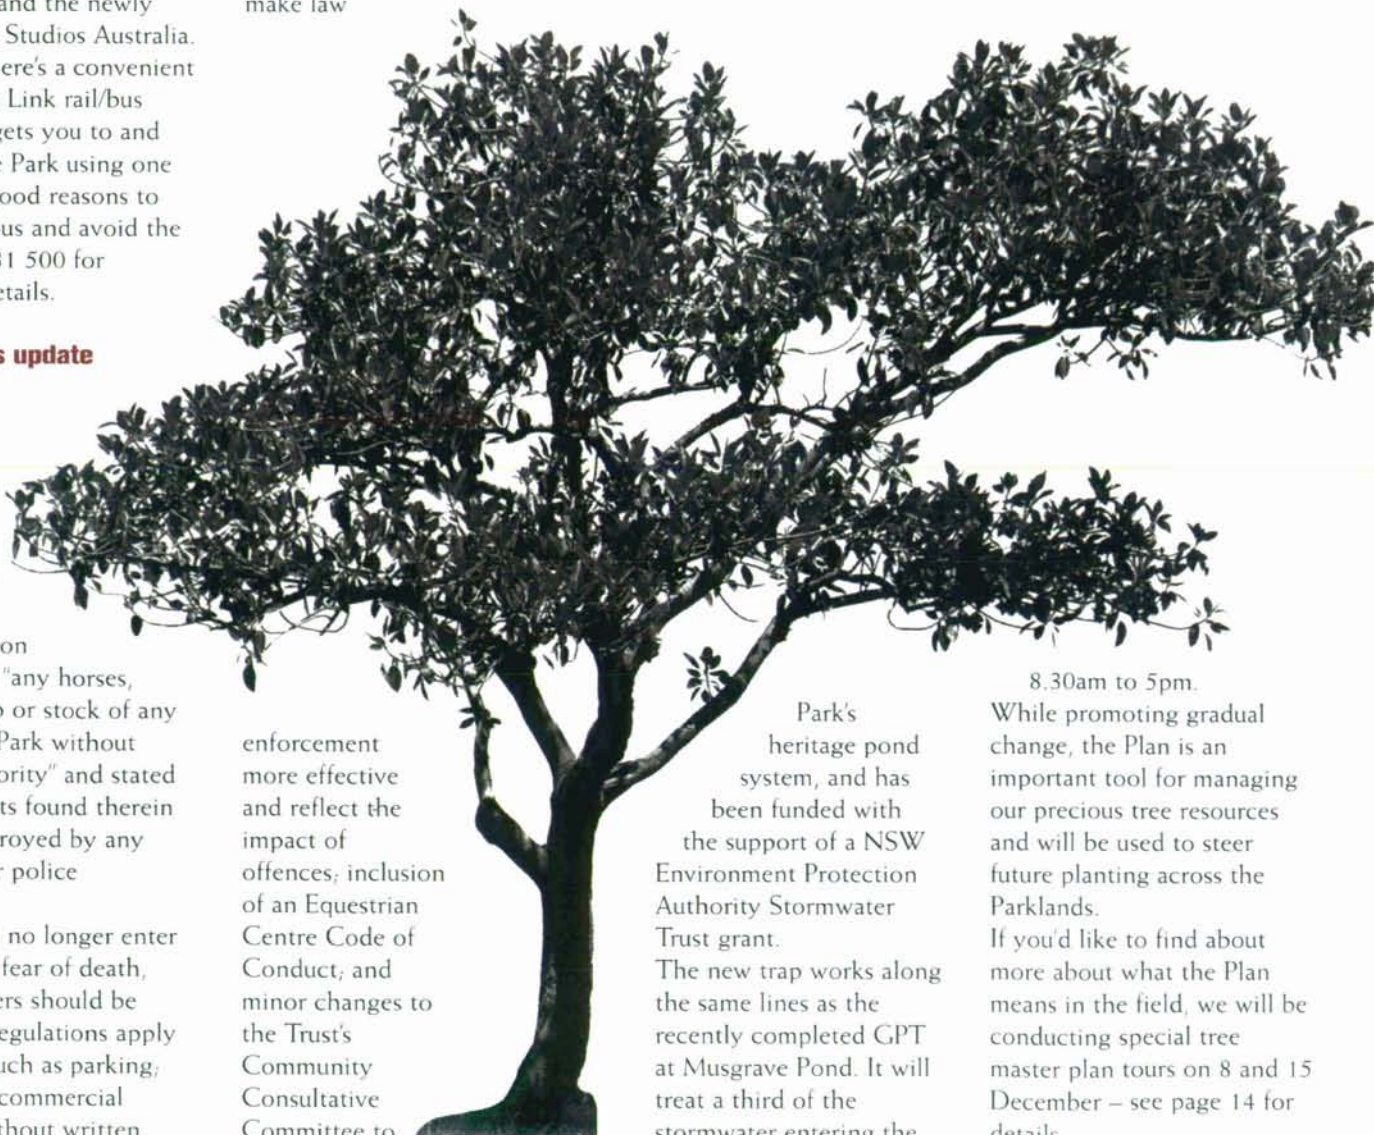 and the newly
Studios Australia.
ere's a convenient
Link rail/bus
gets you to and
Park using one
ood reasons to
us and avoid the
500 for
etails.
s update
on
"any horses,
or stock of any
Park without
ority" and stated
ts found therein
royed by any
police
no longer enter
fear of death,
ers should be
egulations apply
uch as parking;
commercial
thout written
make law
enforcement
more effective
and reflect the
impact of
offences; inclusion
of an Equestrian
Centre Code of
Conduct; and
minor changes to
the Trust's
Community
Consultative
Committee to
Park's
heritage pond
system, and has
been funded with
the support of a NSW
Environment Protection
Authority Stormwater
Trust grant.
The new trap works along
the same lines as the
recently completed GPT
at Musgrave Pond. It will
treat a third of the
stormwater entering the
8.30am to 5pm.
While promoting gradual
change, the Plan is an
important tool for managing
our precious tree resources
and will be used to steer
future planting across the
Parklands.
If you'd like to find about
more about what the Plan
means in the field, we will be
conducting special tree
master plan tours on 8 and 15
December – see page 14 for
details.